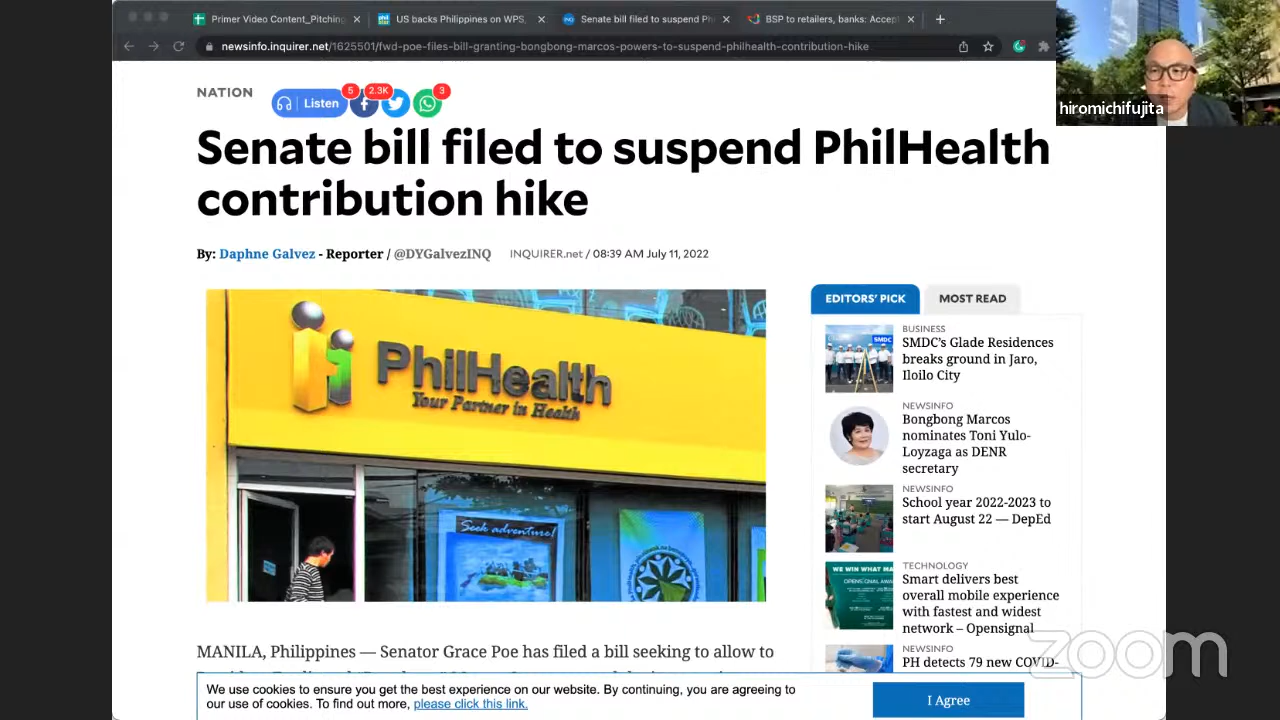 Primer Video Content_Pitching
US backs Philippines on WPS,
Senate bill filed to suspend Ph
BSP to retailers, banks: Accept
newsinfo.inquirer.net/1625501/fwd-poe-files-bill-granting-bongbong-marcos-powers-to-suspend-philhealth-contribution-hike
hiromichifujita
NATION
Listen
5
2.3K
3
Senate bill filed to suspend PhilHealth
contribution hike
By: Daphne Galvez - Reporter / @DYGalvezINQ
INQUIRER.net / 08:39 AM July 11, 2022
PhilHealth
Your Partner in Health
Seek adventure!
EDITORS' PICK
MOST READ
SMDC
BUSINESS
SMDC's Glade Residences
breaks ground in Jaro,
Iloilo City
NEWSINFO
Bongbong Marcos
nominates Toni Yulo-
Loyzaga as DENR
secretary
NEWSINFO
School year 2022-2023 to
start August 22 — DepEd
WE WIN WHAT MA
TECHNOLOGY
Smart delivers best
overall mobile experience
with fastest and widest
network – Opensignal
NEWSINFO
PH detects 79 new COVID-
MANILA, Philippines — Senator Grace Poe has filed a bill seeking to allow to
We use cookies to ensure you get the best experience on our website. By continuing, you are agreeing to
our use of cookies. To find out more, please click this link.
I Agree
zoom